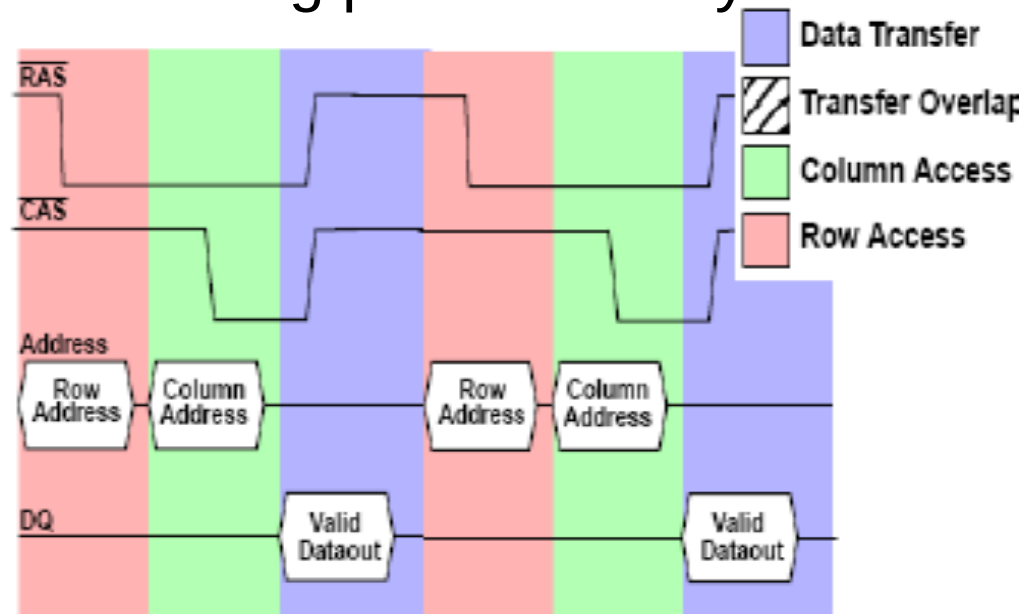 Data Transfer
Transfer Overlap
Column Access
Row Access
RAS
CAS
Address
Row
Address
Column
Address
Row
Address
Column
Address
DQ
Valid
Dataout
Valid
Dataout